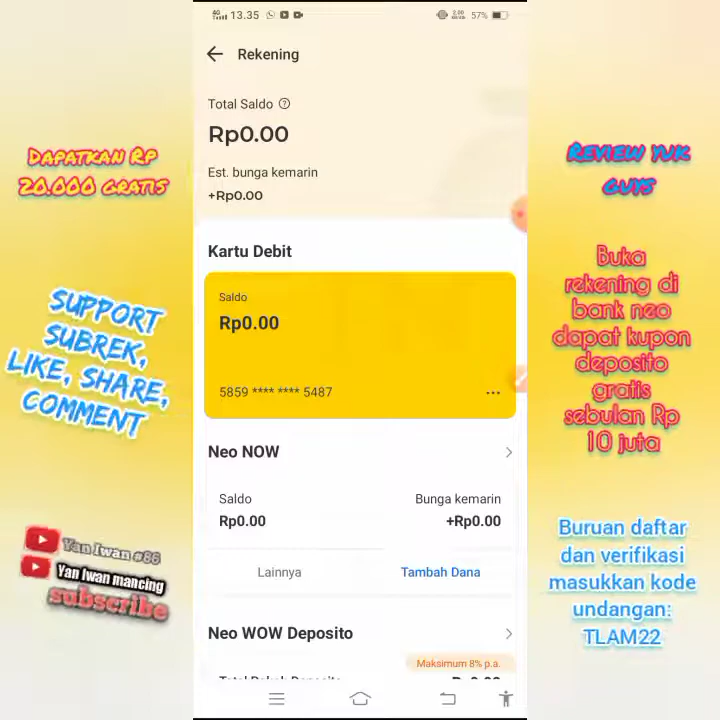 DAPATKAN RP
20.000 GRATIS
SUPPORT
SUBREK,
LIKE, SHARE,
COMMENT
Yan Iwan #86
Yan Iwan mancing
subscribe
13.35
2.00
57%
Rekening
Total Saldo
Rp0.00
Est. bunga kemarin
+Rp0.00
Kartu Debit
Saldo
Rp0.00
5859 **** **** 5487
Neo NOW
Saldo Bunga kemarin
Rp0.00 +Rp0.00
Lainnya Tambah Dana
Neo WOW Deposito
Maksimum 8% p.a.
REVIEW YUK
GUYS
Buka
rekening di
bank neo
dapat kupon
deposito
gratis
sebulan Rp
10 juta
Buruan daftar
dan verifikasi
masukkan kode
undangan:
TLAM22